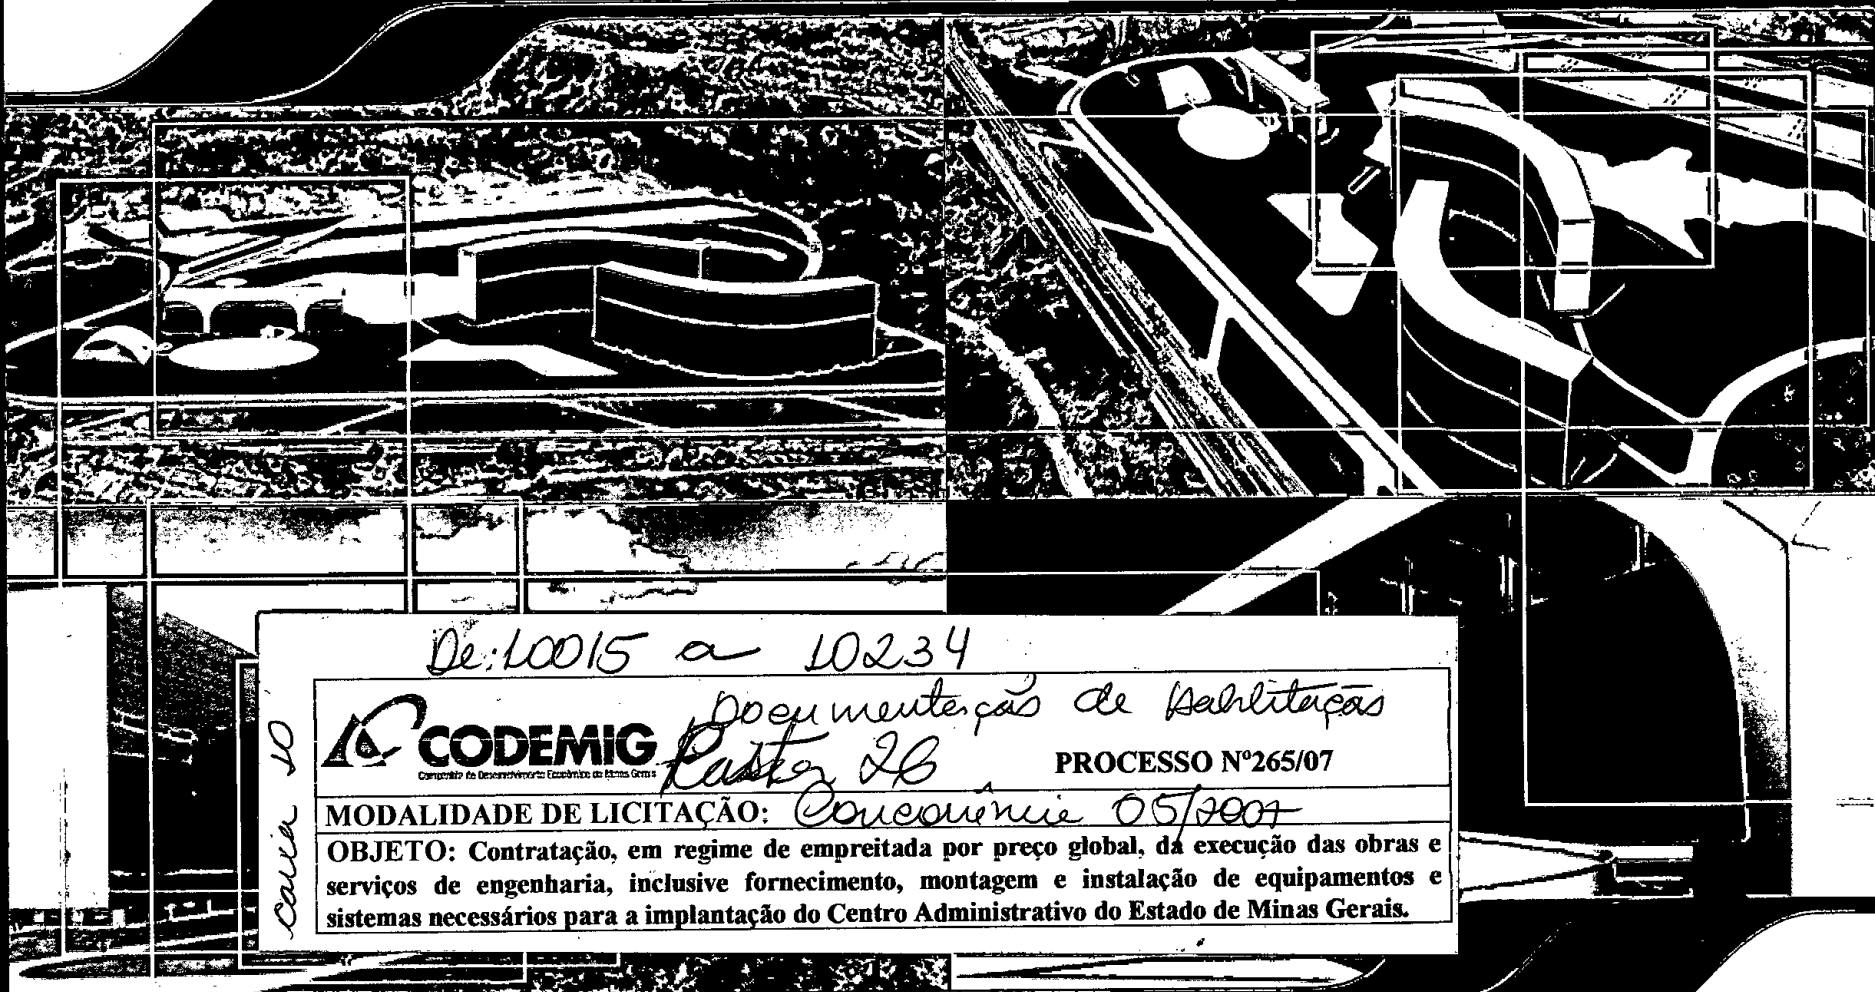 De: 10015 a 10234
Documentação de Habilitação
CODEMIG
Companhia de Desenvolvimento Econômico de Minas Gerais
Pasta 26
PROCESSO Nº265/07
MODALIDADE DE LICITAÇÃO: Concorrência 05/2007
OBJETO: Contratação, em regime de empreitada por preço global, da execução das obras e
serviços de engenharia, inclusive fornecimento, montagem e instalação de equipamentos e
sistemas necessários para a implantação do Centro Administrativo do Estado de Minas Gerais.
caixa 10